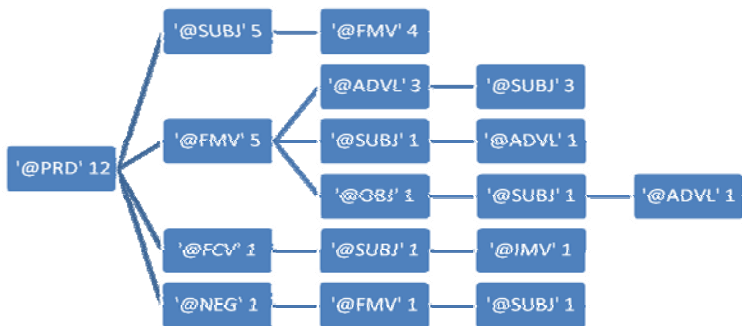 '@SUBJ' 5 '@FMV' 4
'@ADVL' 3 '@SUBJ' 3
'@PRD' 12 '@FMV' 5 '@SUBJ' 1 '@ADVL' 1
'@OBJ' 1 '@SUBJ' 1 '@ADVL' 1
'@FCV' 1 '@SUBJ' 1 '@IMV' 1
'@NEG' 1 '@FMV' 1 '@SUBJ' 1